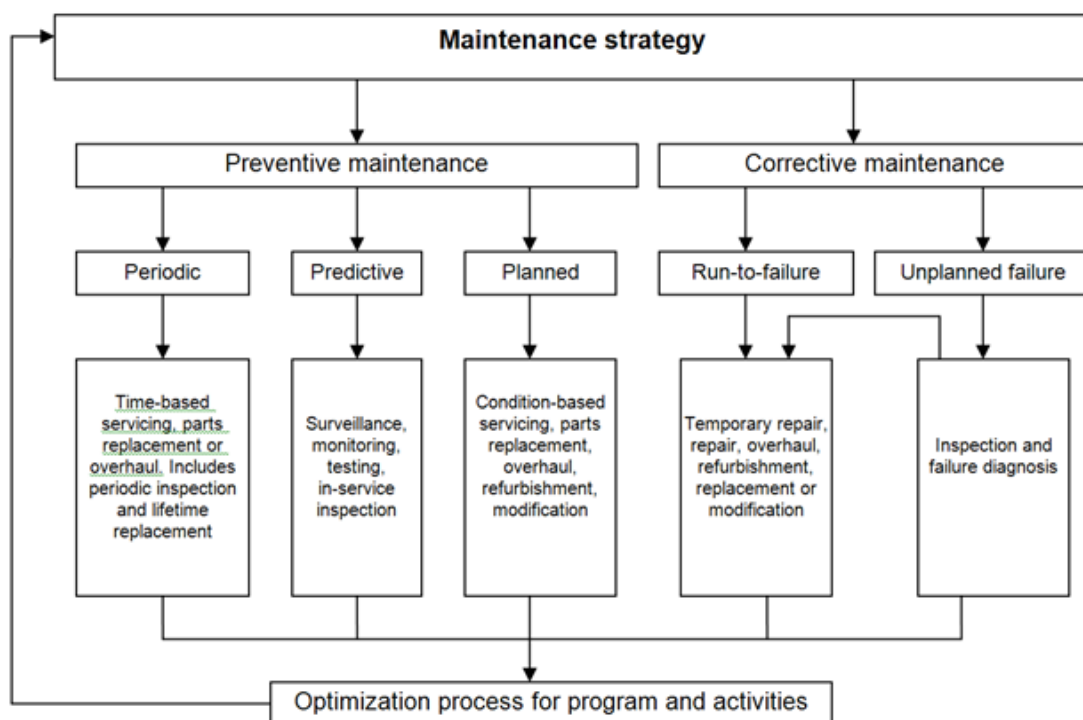 Maintenance strategy
Preventive maintenance
Corrective maintenance
Periodic
Predictive
Planned
Run-to-failure
Unplanned failure
Time-based
servicing, parts
replacement or
overhaul. Includes
periodic inspection
and lifetime
replacement
Surveillance,
monitoring,
testing,
in-service
inspection
Condition-based
servicing, parts
replacement,
overhaul,
refurbishment,
modification
Temporary repair,
repair, overhaul,
refurbishment,
replacement or
modification
Inspection and
failure diagnosis
Optimization process for program and activities